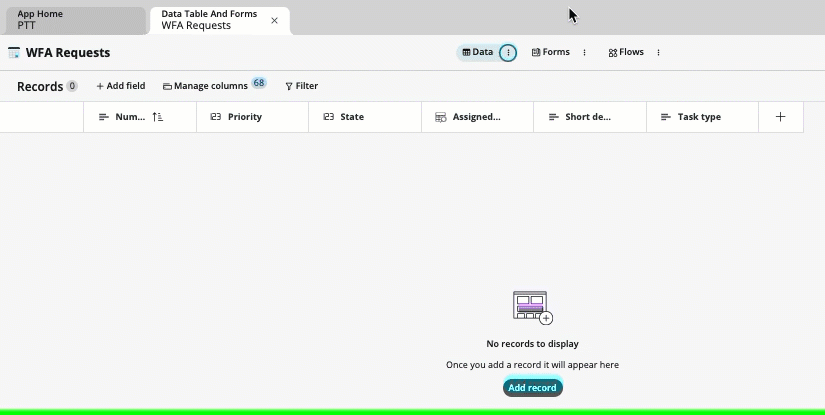 App Home
PTT
Data Table And Forms
WFA Requests
WFA Requests
Data
Forms
Flows
Records 0
+ Add field
Manage columns 68
Filter
Num...
Priority
State
Assigned...
Short de...
Task type
No records to display
Once you add a record it will appear here
Add record